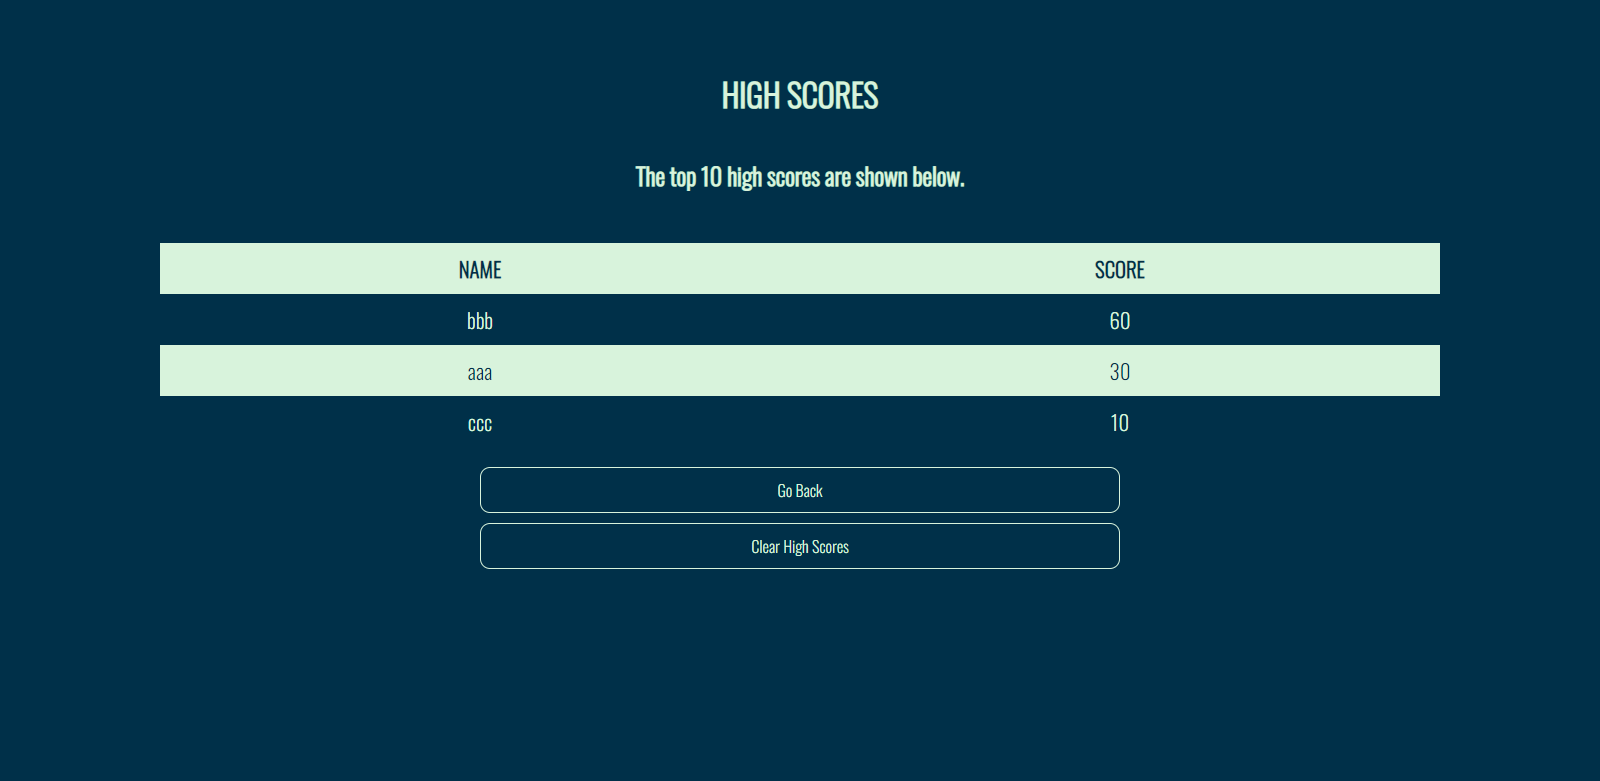 HIGH SCORES
The top 10 high scores are shown below.
NAME SCORE
bbb 60
aaa 30
ccc 10
Go Back
Clear High Scores